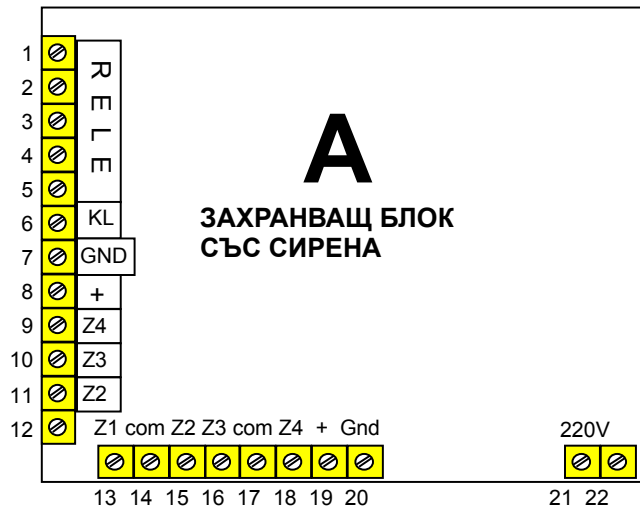 1
2
3
4
5
6
7
8
9
10
11
12
RELE
KL
GND
+
Z4
Z3
Z2
А
ЗАХРАНВАЩ БЛОК
СЪС СИРЕНА
Z1 com Z2 Z3 com Z4 + Gnd
220V
13 14 15 16 17 18 19 20
21 22